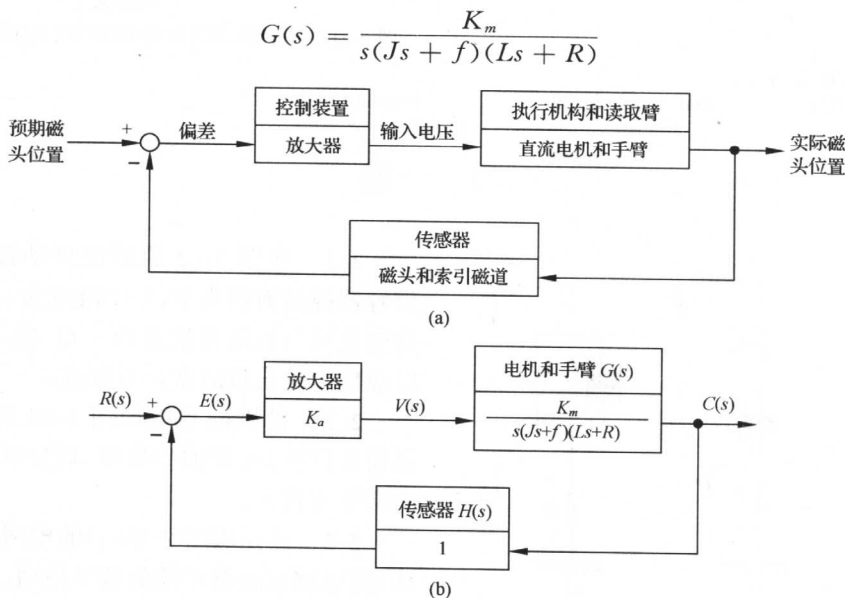 G(s) = K_m / s(Js + f)(Ls + R)
控制装置
执行机构和读取臂
预期磁
头位置
+
偏差
放大器
输入电压
直流电机和手臂
实际磁
头位置
−
传感器
磁头和索引磁道
(a)
电机和手臂 G(s)
放大器
R(s)
+
E(s)
K_a
V(s)
K_m / s(Js+f)(Ls+R)
C(s)
−
传感器 H(s)
1
(b)